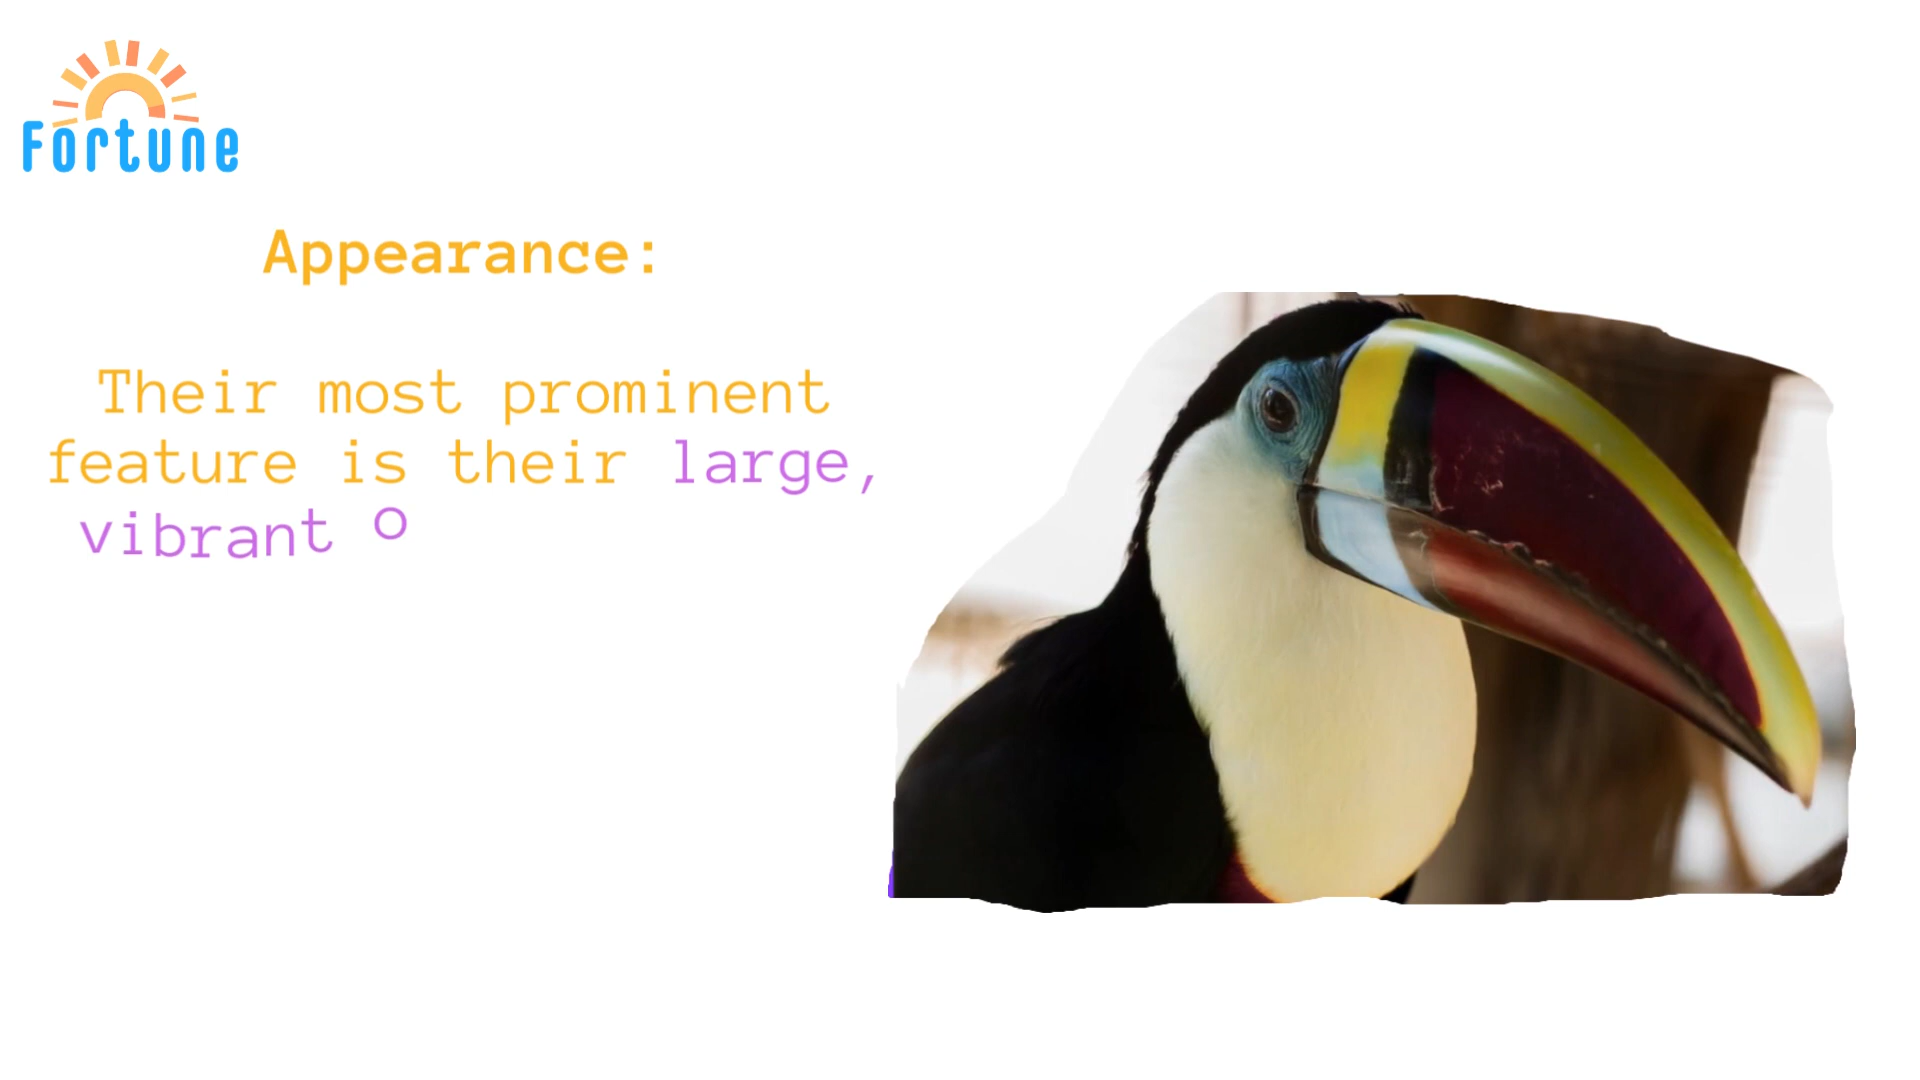 Fortune
Appearance:
Their most prominent
feature is their large,
vibrant o